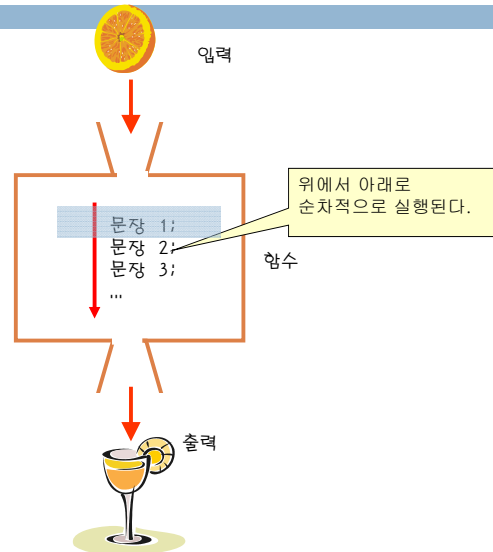 입력
위에서 아래로
순차적으로 실행된다.
문장 1;
문장 2;
문장 3;
...
함수
출력